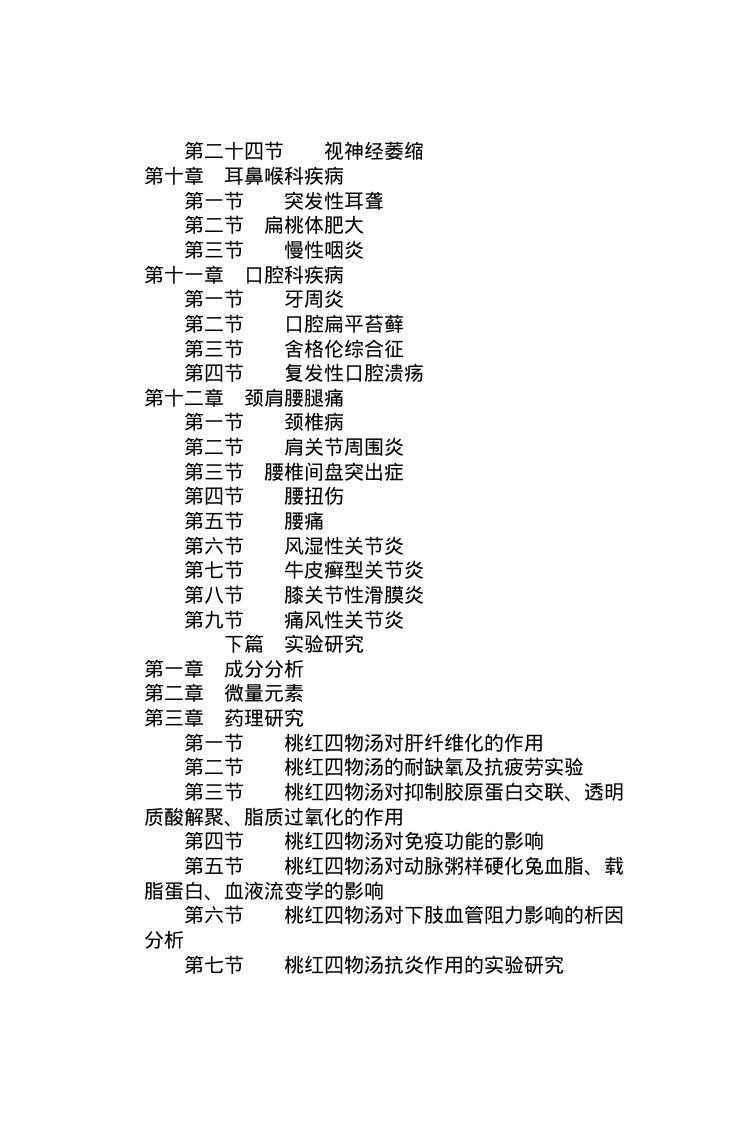 第二十四节　　视神经萎缩
第十章　耳鼻喉科疾病
第一节　　突发性耳聋
第二节　扁桃体肥大
第三节　　慢性咽炎
第十一章　口腔科疾病
第一节　　牙周炎
第二节　　口腔扁平苔藓
第三节　　舍格伦综合征
第四节　　复发性口腔溃疡
第十二章　颈肩腰腿痛
第一节　　颈椎病
第二节　　肩关节周围炎
第三节　腰椎间盘突出症
第四节　　腰扭伤
第五节　　腰痛
第六节　　风湿性关节炎
第七节　　牛皮癣型关节炎
第八节　　膝关节性滑膜炎
第九节　　痛风性关节炎
下篇　实验研究
第一章　成分分析
第二章　微量元素
第三章　药理研究
第一节　　桃红四物汤对肝纤维化的作用
第二节　　桃红四物汤的耐缺氧及抗疲劳实验
第三节　　桃红四物汤对抑制胶原蛋白交联、透明
质酸解聚、脂质过氧化的作用
第四节　　桃红四物汤对免疫功能的影响
第五节　　桃红四物汤对动脉粥样硬化兔血脂、载
脂蛋白、血液流变学的影响
第六节　　桃红四物汤对下肢血管阻力影响的析因
分析
第七节　　桃红四物汤抗炎作用的实验研究